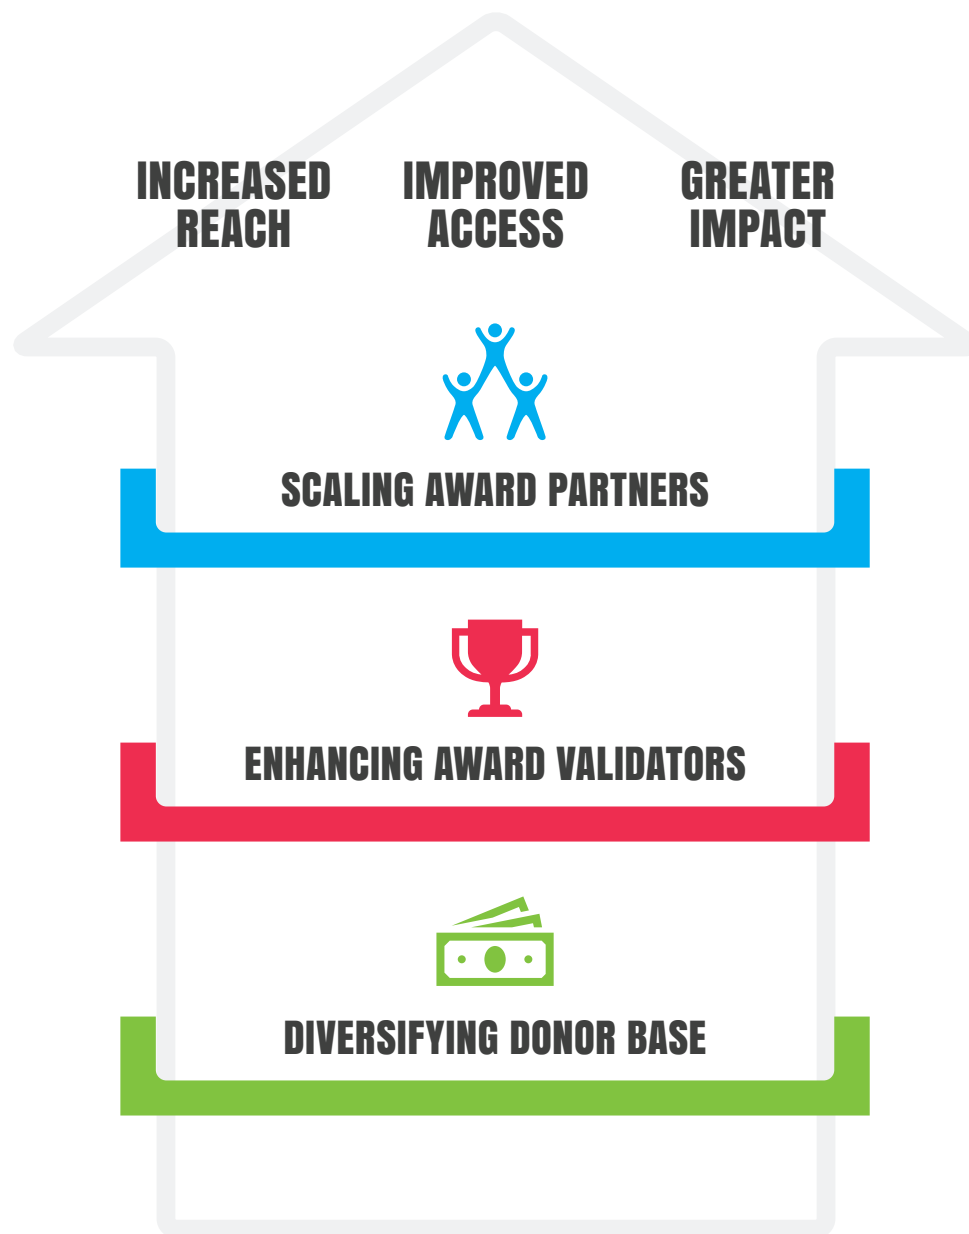 INCREASED REACH
IMPROVED ACCESS
GREATER IMPACT
SCALING AWARD PARTNERS
ENHANCING AWARD VALIDATORS
DIVERSIFYING DONOR BASE